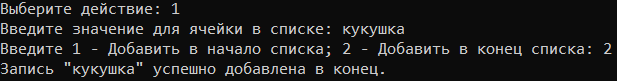 Выберите действие: 1
Введите значение для ячейки в списке: кукушка
Введите 1 - Добавить в начало списка; 2 - Добавить в конец списка: 2
Запись "кукушка" успешно добавлена в конец.